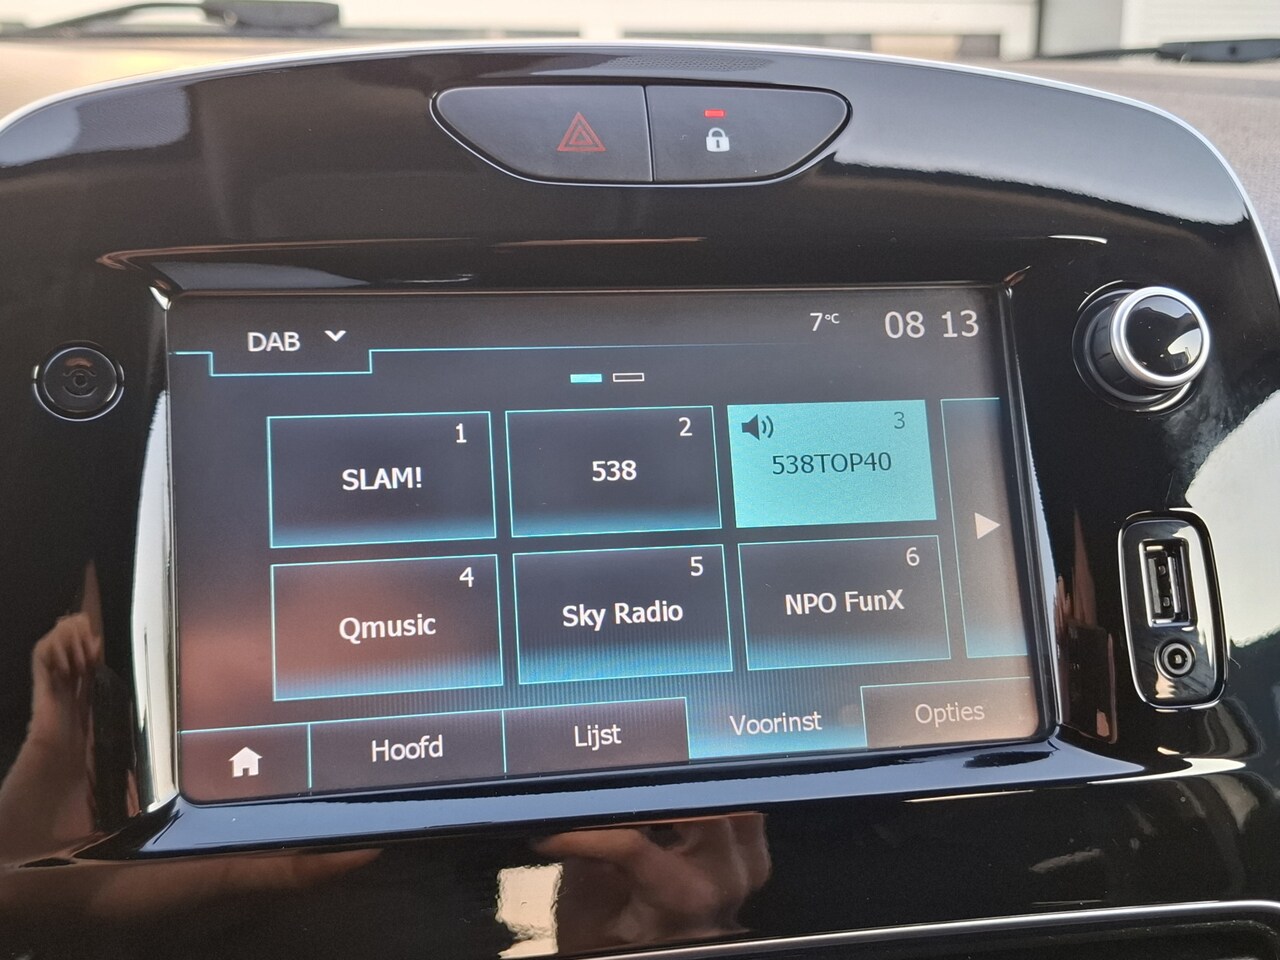 DAB
7°C
08 13
1
SLAM!
2
538
3
538TOP40
4
Qmusic
5
Sky Radio
6
NPO FunX
Hoofd
Lijst
Voorinst
Opties